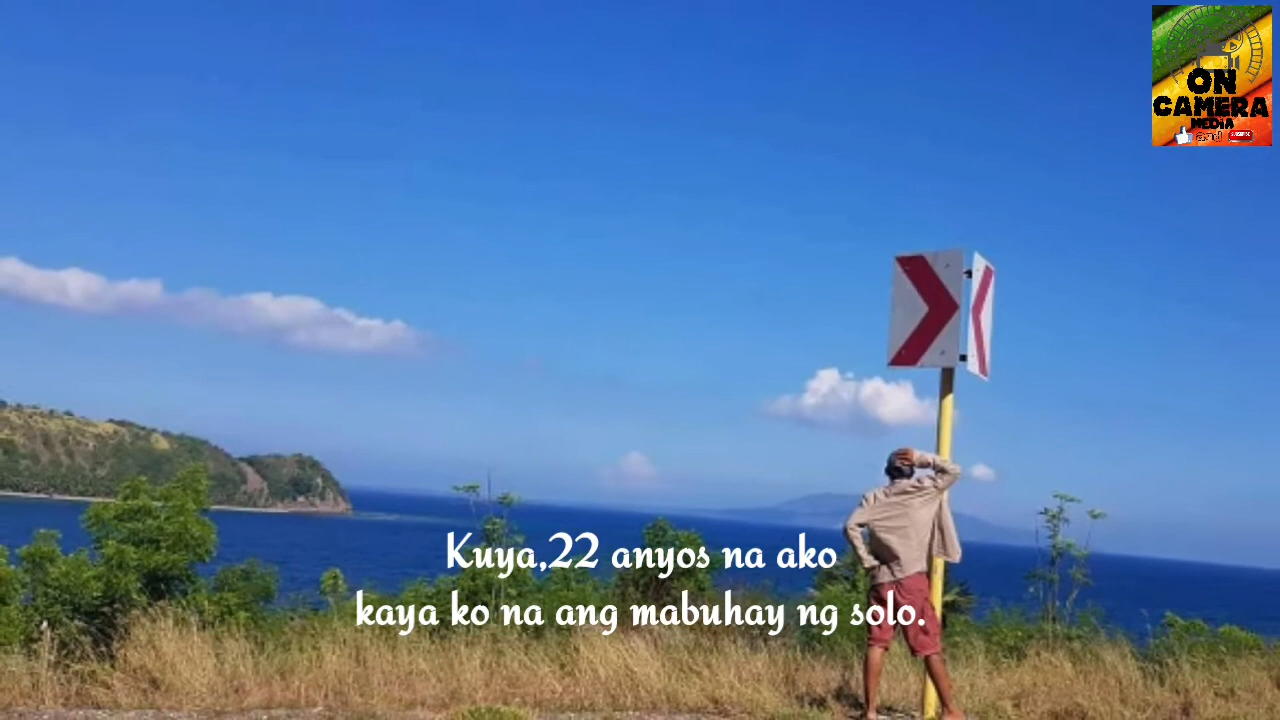 ON
CAMERA
MEDIA
Kuya,22 anyos na ako
kaya ko na ang mabuhay ng solo.